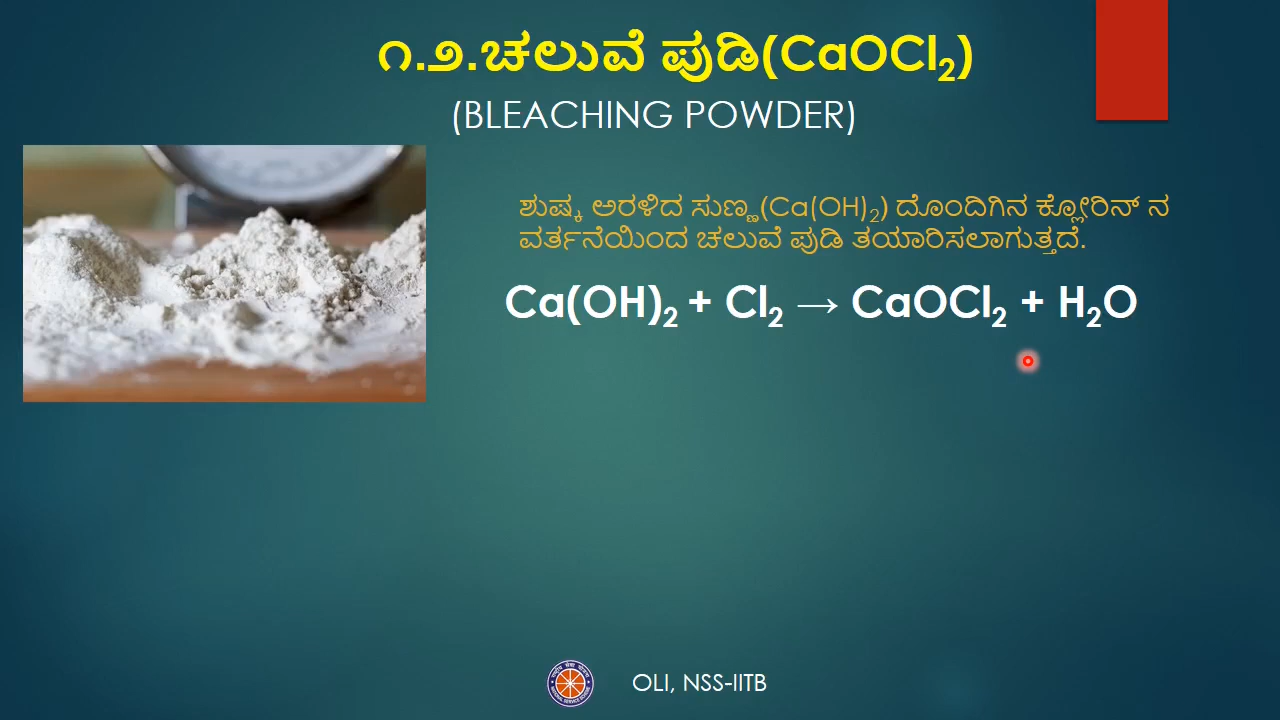 ೧.೨.ಚಲುವೆ ಪುಡಿ(CaOCl₂)
(BLEACHING POWDER)
ಶುಷ್ಕ ಅರಳಿದ ಸುಣ್ಣ(Ca(OH)₂) ದೊಂದಿಗಿನ ಕ್ಲೋರಿನ್ ನ
ವರ್ತನೆಯಿಂದ ಚಲುವೆ ಪುಡಿ ತಯಾರಿಸಲಾಗುತ್ತದೆ.
Ca(OH)₂ + Cl₂ → CaOCl₂ + H₂O
OLI, NSS-IITB